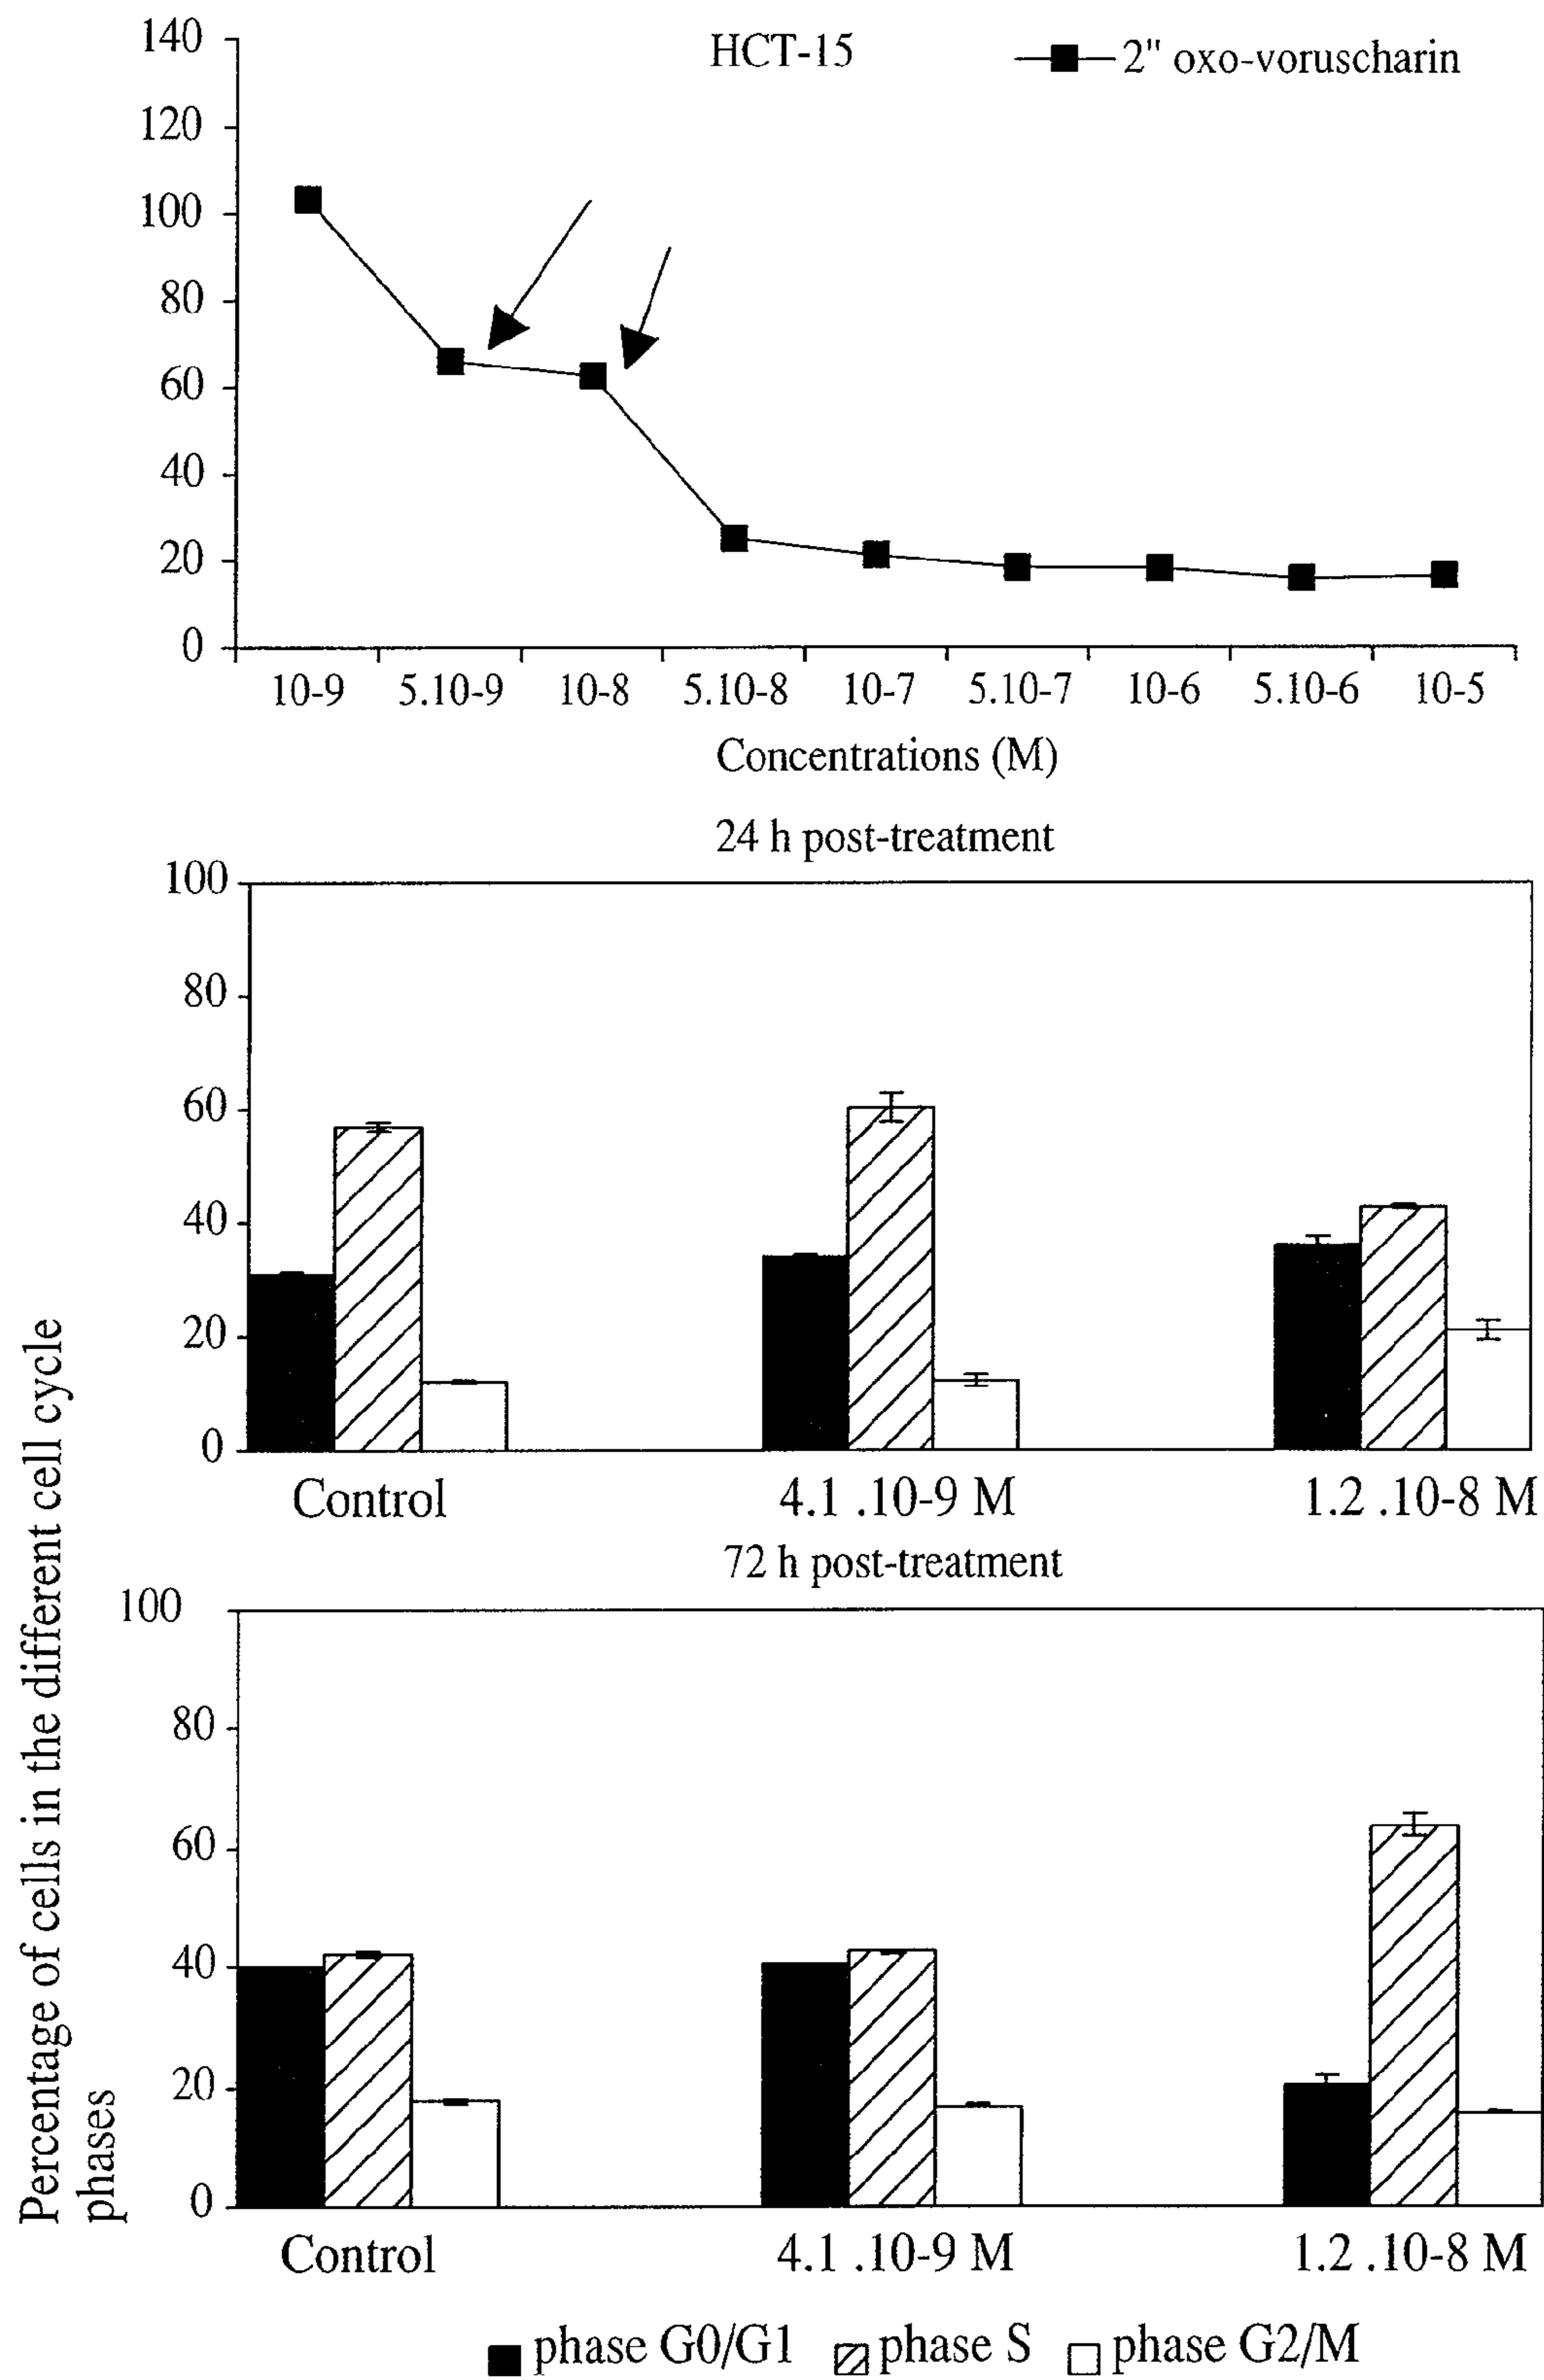 HCT-15
2" oxo-voruscharin
140
120
100
80
60
40
20
0
10-9 5.10-9 10-8 5.10-8 10-7 5.10-7 10-6 5.10-6 10-5
Concentrations (M)
24 h post-treatment
100
80
60
40
20
0
Control 4.1 .10-9 M 1.2 .10-8 M
72 h post-treatment
100
80
60
40
20
0
Control 4.1 .10-9 M 1.2 .10-8 M
Percentage of cells in the different cell cycle
phases
phase G0/G1 phase S phase G2/M